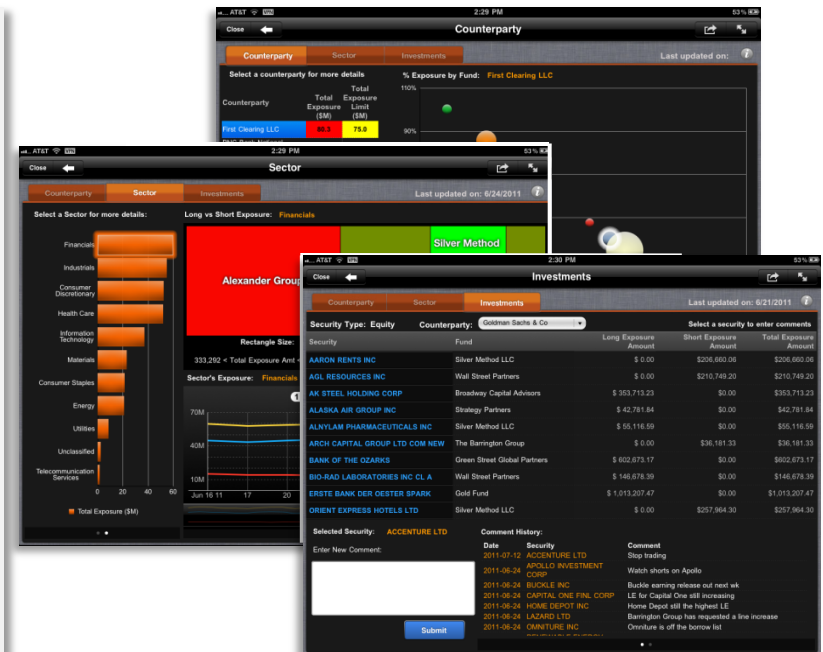 AT&T VPN 2:29 PM 53 %
Close Counterparty
Counterparty Sector Investments Last updated on:
Select a counterparty for more details % Exposure by Fund: First Clearing LLC
Counterparty Total Exposure ($M) Total Exposure Limit ($M)
First Clearing LLC 75.0
110%
90%
AT&T VPN 2:29 PM 53 %
Close Sector
Counterparty Sector Investments Last updated on: 6/24/2011
Select a Sector for more details: Long vs Short Exposure: Financials
Financials
Industrials
Consumer Discretionary
Health Care
Information Technology
Materials
Consumer Staples
Energy
Utilities
Unclassified
Telecommunication Services
0 20 40 60
Total Exposure ($M)
Silver Method
Alexander Group
Rectangle Size:
333,292 < Total Exposure Amt <
Sector's Exposure: Financials
1
70M
40M
10M
Jun 16 11 17 20
AT&T VPN 2:30 PM 53 %
Close Investments
Counterparty Sector Investments Last updated on: 6/21/2011
Security Type: Equity Counterparty: Goldman Sachs & Co Select a security to enter comments
Security Fund Long Exposure Amount Short Exposure Amount Total Exposure Amount
AARON RENTS INC Silver Method LLC $ 0.00 $206,660.06 $206,660.06
AGL RESOURCES INC Wall Street Partners $ 0.00 $210,749.20 $210,749.20
AK STEEL HOLDING CORP Broadway Capital Advisors $ 353,713.23 $0.00 $353,713.23
ALASKA AIR GROUP INC Strategy Partners $ 42,781.84 $0.00 $42,781.84
ALNYLAM PHARMACEUTICALS INC Silver Method LLC $ 55,116.59 $0.00 $55,116.59
ARCH CAPITAL GROUP LTD COM NEW The Barrington Group $ 0.00 $36,181.33 $36,181.33
BANK OF THE OZARKS Green Street Global Partners $ 602,673.17 $0.00 $602,673.17
BIO-RAD LABORATORIES INC CL A Wall Street Partners $ 146,678.39 $0.00 $146,678.39
ERSTE BANK DER OESTER SPARK Gold Fund $ 1,013,207.47 $0.00 $1,013,207.47
ORIENT EXPRESS HOTELS LTD Silver Method LLC $ 0.00 $257,964.30 $257,964.30
Selected Security: ACCENTURE LTD Comment History:
Enter New Comment:
Submit
Date Security Comment
2011-07-12 ACCENTURE LTD Stop trading
2011-06-24 APOLLO INVESTMENT CORP Watch shorts on Apollo
2011-06-24 BUCKLE INC Buckle earning release out next wk
2011-06-24 CAPITAL ONE FINL CORP LE for Capital One still increasing
2011-06-24 HOME DEPOT INC Home Depot still the highest LE
2011-06-24 LAZARD LTD Barrington Group has requested a line increase
2011-06-24 OMNITURE INC Omniture is off the borrow list